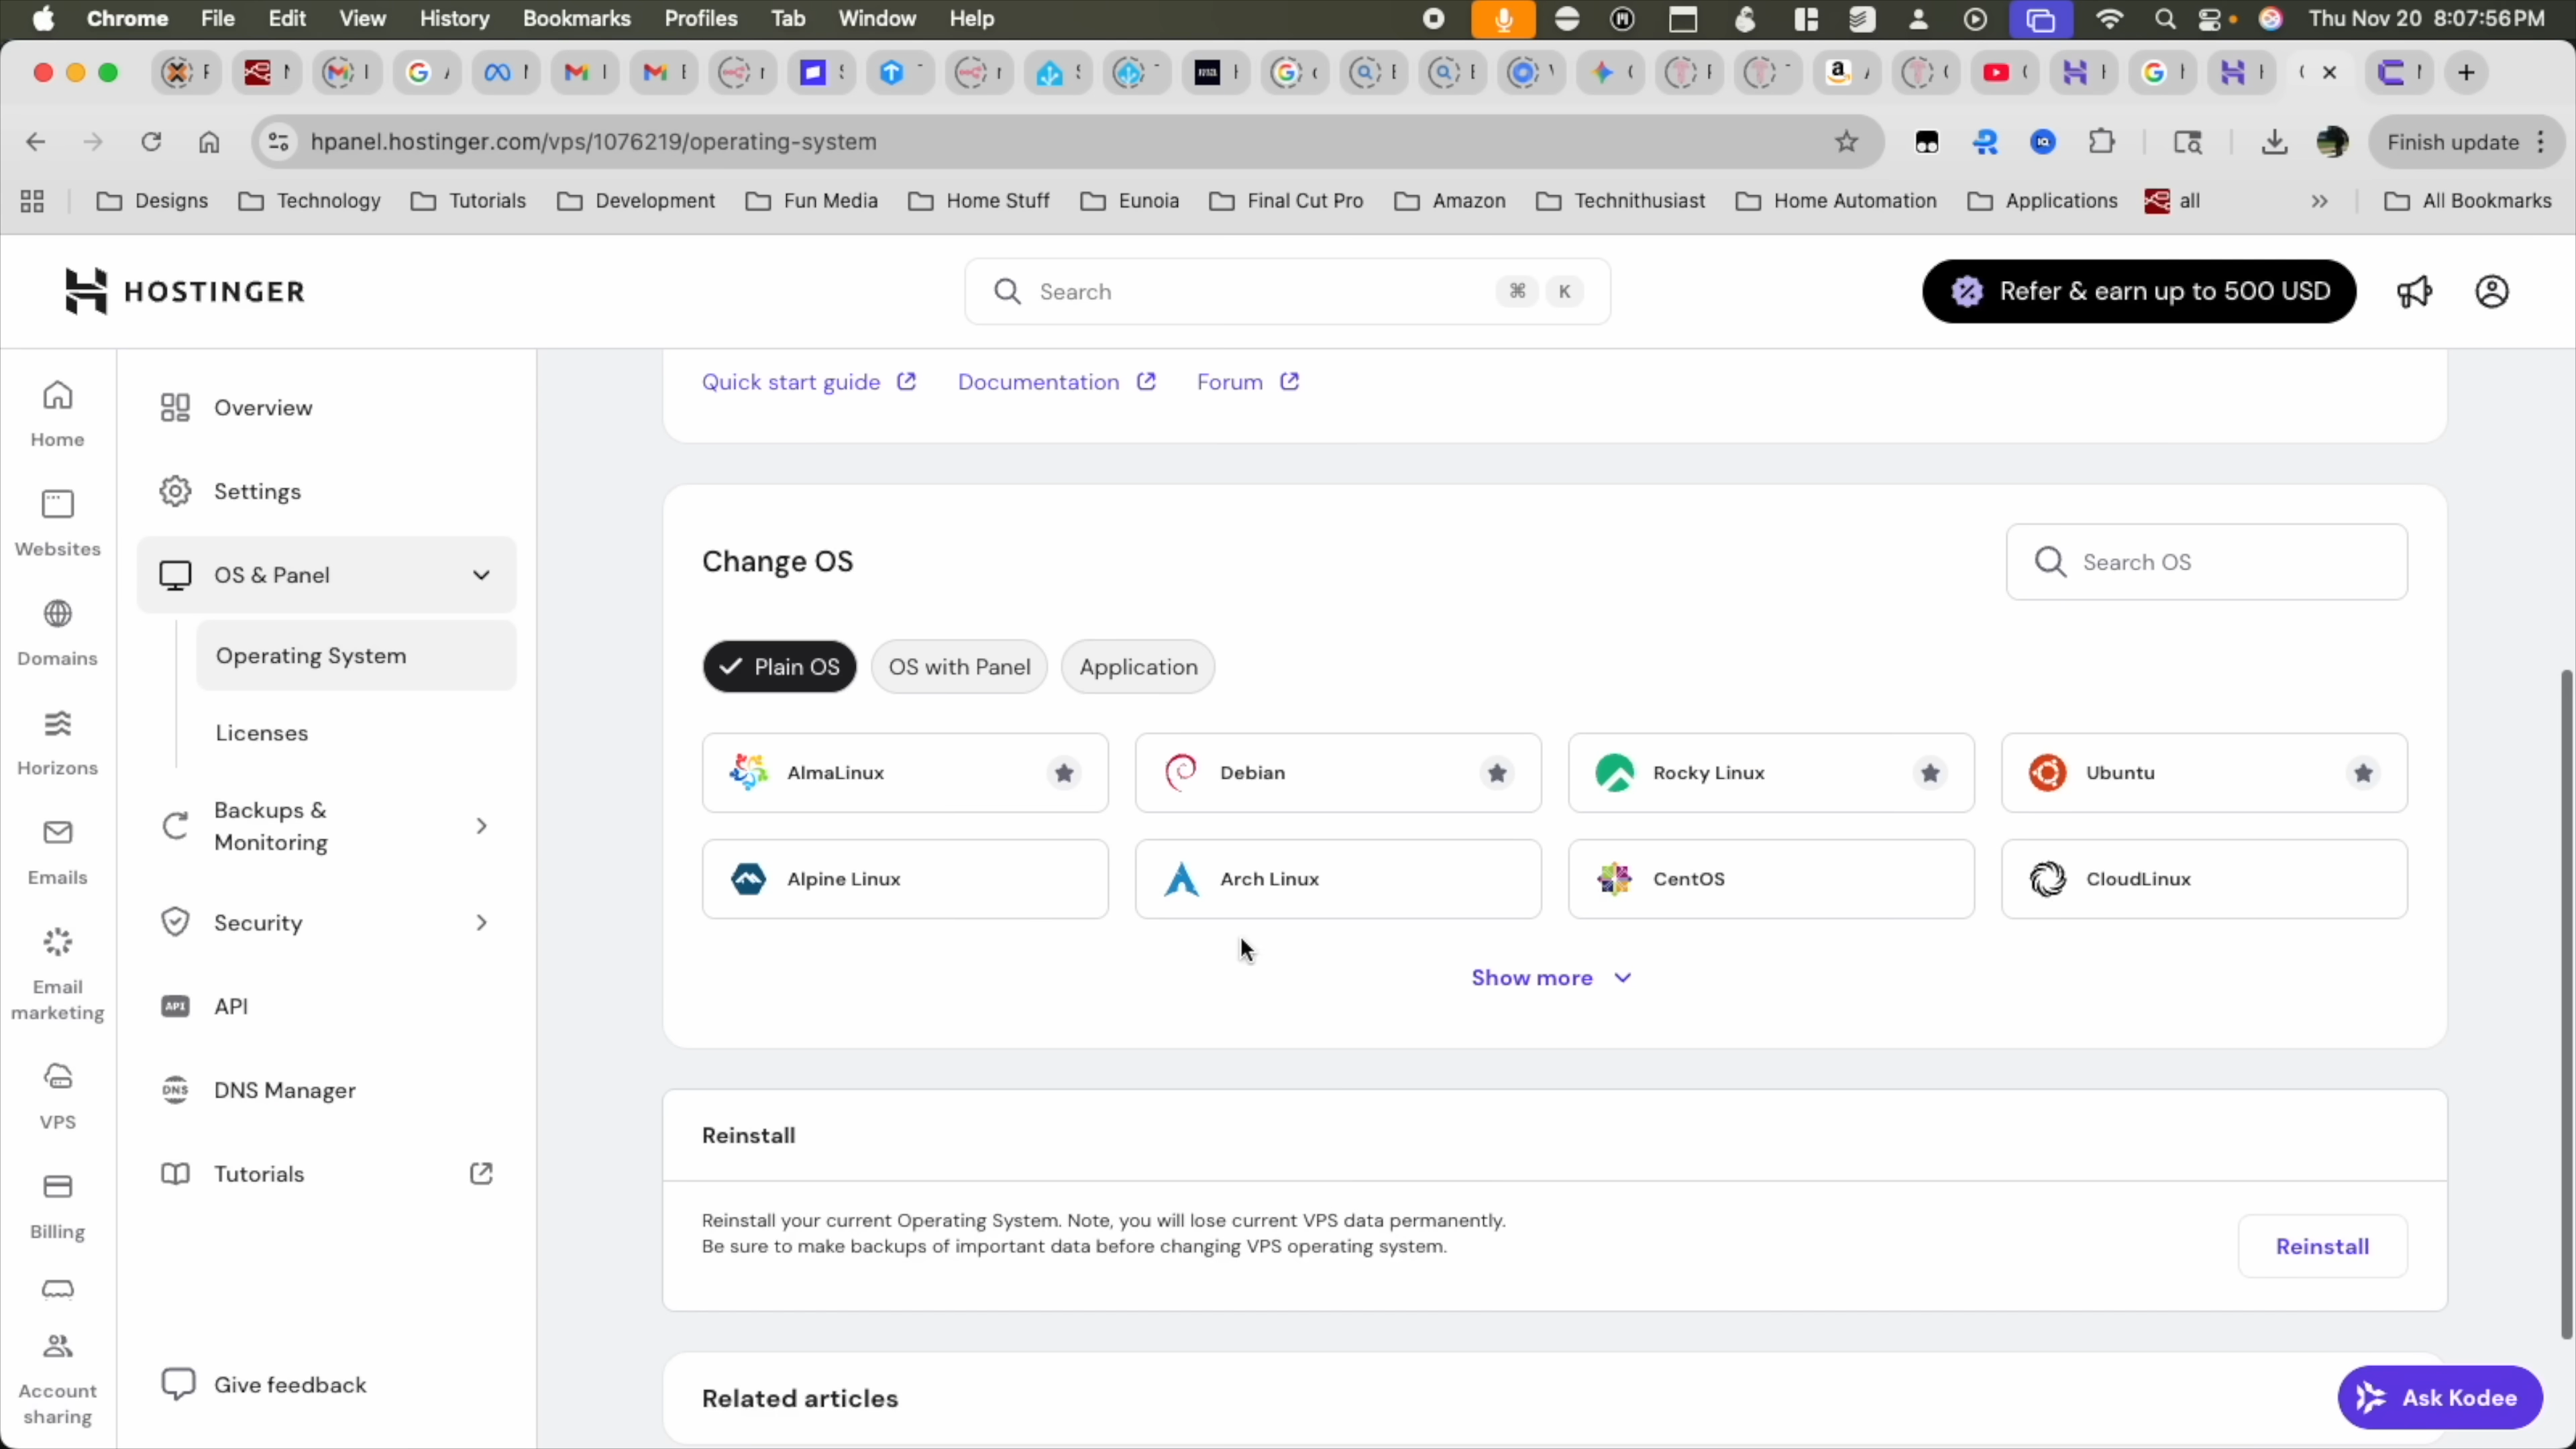 Chrome File Edit View History Bookmarks Profiles Tab Window Help
Thu Nov 20 8:07:56 PM
hpanel.hostinger.com/vps/1076219/operating-system
Finish update
Designs
Technology
Tutorials
Development
Fun Media
Home Stuff
Eunoia
Final Cut Pro
Amazon
Technithusiast
Home Automation
Applications
all
»
All Bookmarks
HOSTINGER
Search
⌘ K
Refer & earn up to 500 USD
Home
Websites
Domains
Horizons
Emails
Email
marketing
VPS
Billing
Account
sharing
Overview
Settings
OS & Panel
Operating System
Licenses
Backups &
Monitoring
Security
API API
DNS DNS Manager
Tutorials
Give feedback
Quick start guide
Documentation
Forum
Change OS
Search OS
Plain OS
OS with Panel
Application
AlmaLinux
Debian
Rocky Linux
Ubuntu
Alpine Linux
Arch Linux
CentOS
CloudLinux
Show more
Reinstall
Reinstall your current Operating System. Note, you will lose current VPS data permanently.
Be sure to make backups of important data before changing VPS operating system.
Reinstall
Related articles
Ask Kodee